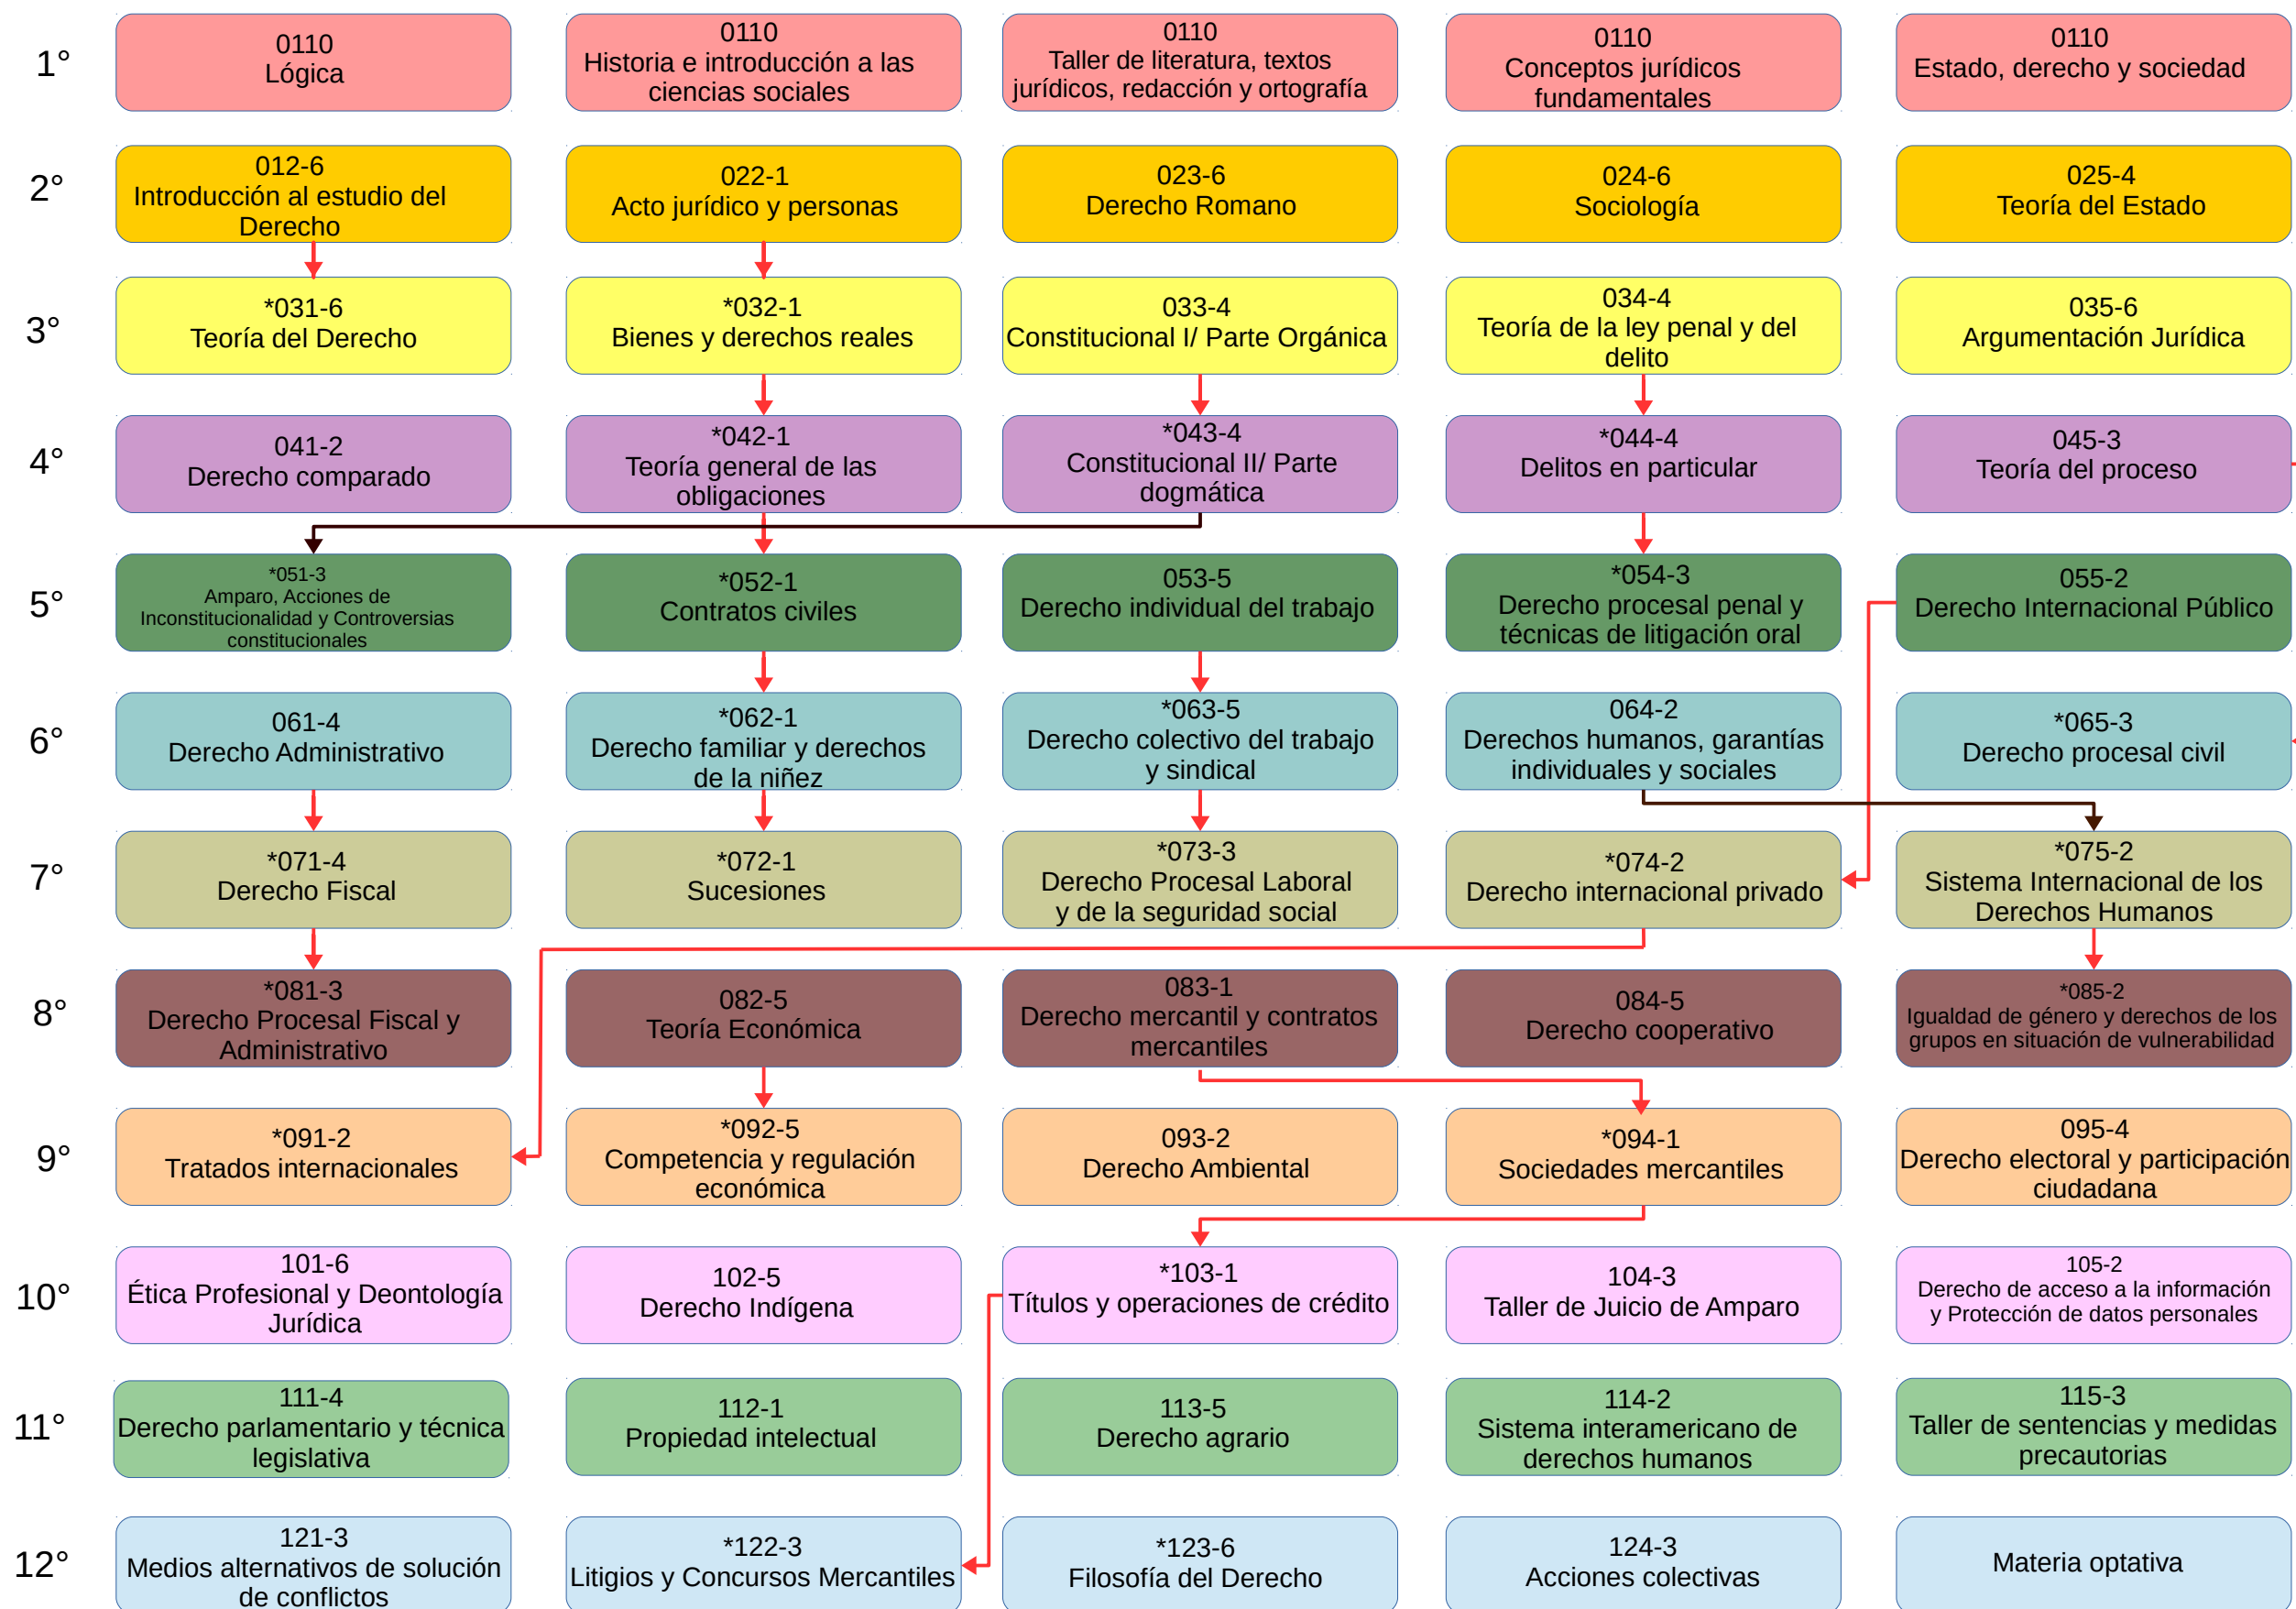 1°
0110
Lógica
0110
Historia e introducción a las
ciencias sociales
0110
Taller de literatura, textos
jurídicos, redacción y ortografía
0110
Conceptos jurídicos
fundamentales
0110
Estado, derecho y sociedad
2°
012-6
Introducción al estudio del
Derecho
022-1
Acto jurídico y personas
023-6
Derecho Romano
024-6
Sociología
025-4
Teoría del Estado
3°
*031-6
Teoría del Derecho
*032-1
Bienes y derechos reales
033-4
Constitucional I/ Parte Orgánica
034-4
Teoría de la ley penal y del
delito
035-6
Argumentación Jurídica
4°
041-2
Derecho comparado
*042-1
Teoría general de las
obligaciones
*043-4
Constitucional II/ Parte
dogmática
*044-4
Delitos en particular
045-3
Teoría del proceso
5°
*051-3
Amparo, Acciones de
Inconstitucionalidad y Controversias
constitucionales
*052-1
Contratos civiles
053-5
Derecho individual del trabajo
*054-3
Derecho procesal penal y
técnicas de litigación oral
055-2
Derecho Internacional Público
6°
061-4
Derecho Administrativo
*062-1
Derecho familiar y derechos
de la niñez
*063-5
Derecho colectivo del trabajo
y sindical
064-2
Derechos humanos, garantías
individuales y sociales
*065-3
Derecho procesal civil
7°
*071-4
Derecho Fiscal
*072-1
Sucesiones
*073-3
Derecho Procesal Laboral
y de la seguridad social
*074-2
Derecho internacional privado
*075-2
Sistema Internacional de los
Derechos Humanos
8°
*081-3
Derecho Procesal Fiscal y
Administrativo
082-5
Teoría Económica
083-1
Derecho mercantil y contratos
mercantiles
084-5
Derecho cooperativo
*085-2
Igualdad de género y derechos de los
grupos en situación de vulnerabilidad
9°
*091-2
Tratados internacionales
*092-5
Competencia y regulación
económica
093-2
Derecho Ambiental
*094-1
Sociedades mercantiles
095-4
Derecho electoral y participación
ciudadana
10°
101-6
Ética Profesional y Deontología
Jurídica
102-5
Derecho Indígena
*103-1
Títulos y operaciones de crédito
104-3
Taller de Juicio de Amparo
105-2
Derecho de acceso a la información
y Protección de datos personales
11°
111-4
Derecho parlamentario y técnica
legislativa
112-1
Propiedad intelectual
113-5
Derecho agrario
114-2
Sistema interamericano de
derechos humanos
115-3
Taller de sentencias y medidas
precautorias
12°
121-3
Medios alternativos de solución
de conflictos
*122-3
Litigios y Concursos Mercantiles
*123-6
Filosofía del Derecho
124-3
Acciones colectivas
Materia optativa